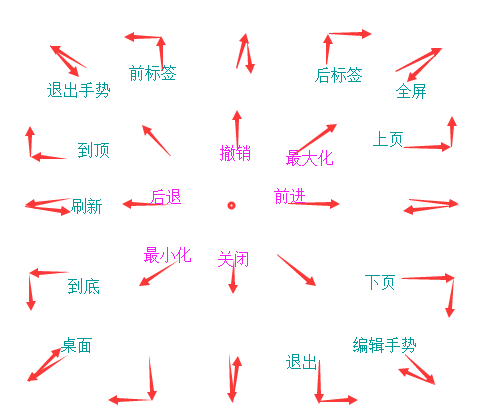 前标签
后标签
退出手势
全屏
撤销
最大化
上页
到顶
后退
前进
刷新
最小化
关闭
到底
下页
桌面
退出
编辑手势